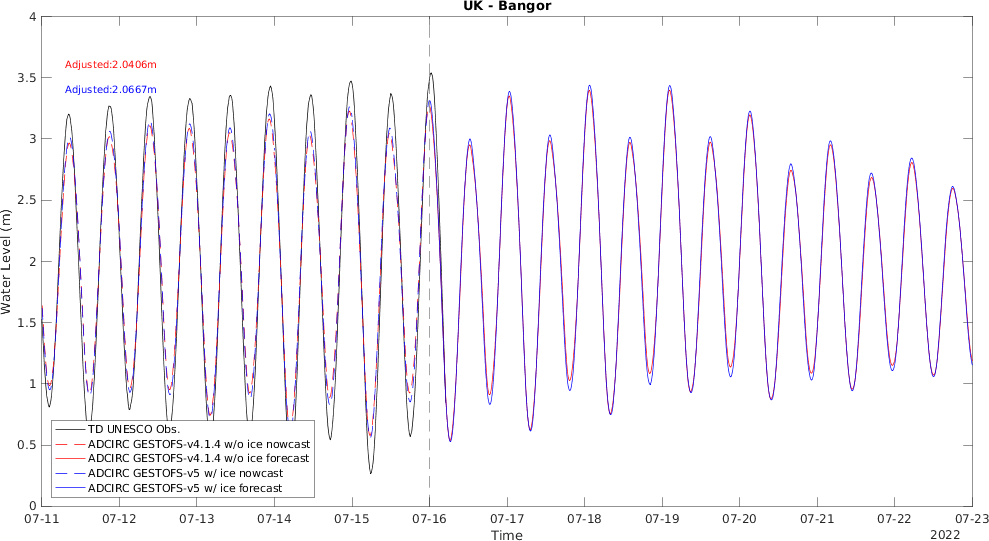 UK - Bangor
4
3.5
3
2.5
2
1.5
1
0.5
0
Water Level (m)
Adjusted:2.0406m
Adjusted:2.0667m
TD UNESCO Obs.
ADCIRC GESTOFS-v4.1.4 w/o ice nowcast
ADCIRC GESTOFS-v4.1.4 w/o ice forecast
ADCIRC GESTOFS-v5 w/ ice nowcast
ADCIRC GESTOFS-v5 w/ ice forecast
07-11 07-12 07-13 07-14 07-15 07-16 07-17 07-18 07-19 07-20 07-21 07-22 07-23
Time
2022